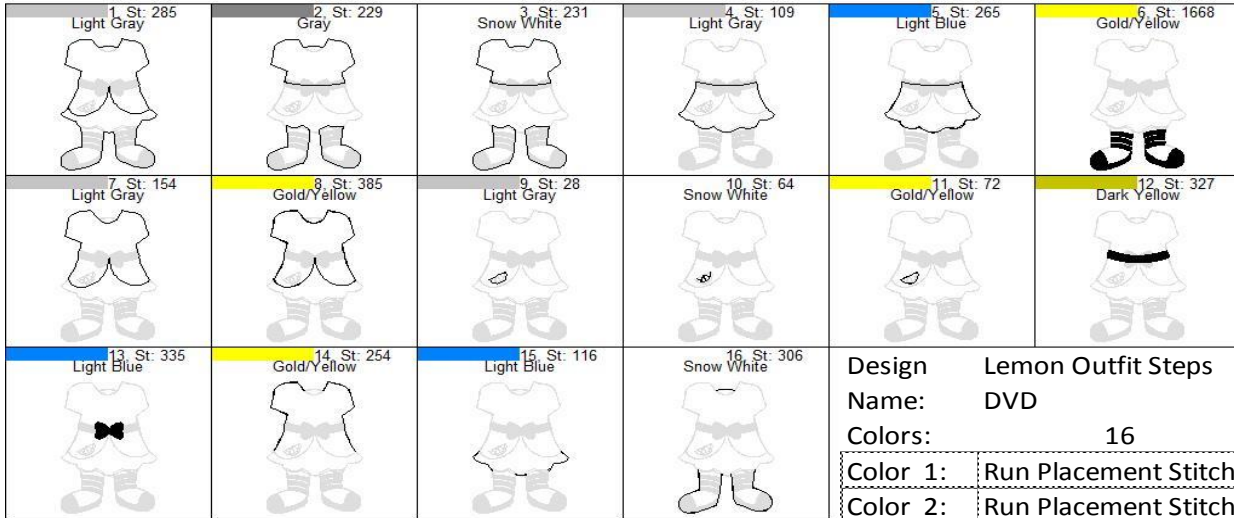 1, St: 285
Light Gray
2, St: 229
Gray
3, St: 231
Snow White
4, St: 109
Light Gray
5, St: 265
Light Blue
6, St: 1668
Gold/Yellow
7, St: 154
Light Gray
8, St: 385
Gold/Yellow
9, St: 28
Light Gray
10, St: 64
Snow White
11, St: 72
Gold/Yellow
12, St: 327
Dark Yellow
13, St: 335
Light Blue
14, St: 254
Gold/Yellow
15, St: 116
Light Blue
16, St: 306
Snow White
Design Lemon Outfit Steps
Name: DVD
Colors: 16
Color 1: Run Placement Stitch
Color 2: Run Placement Stitch